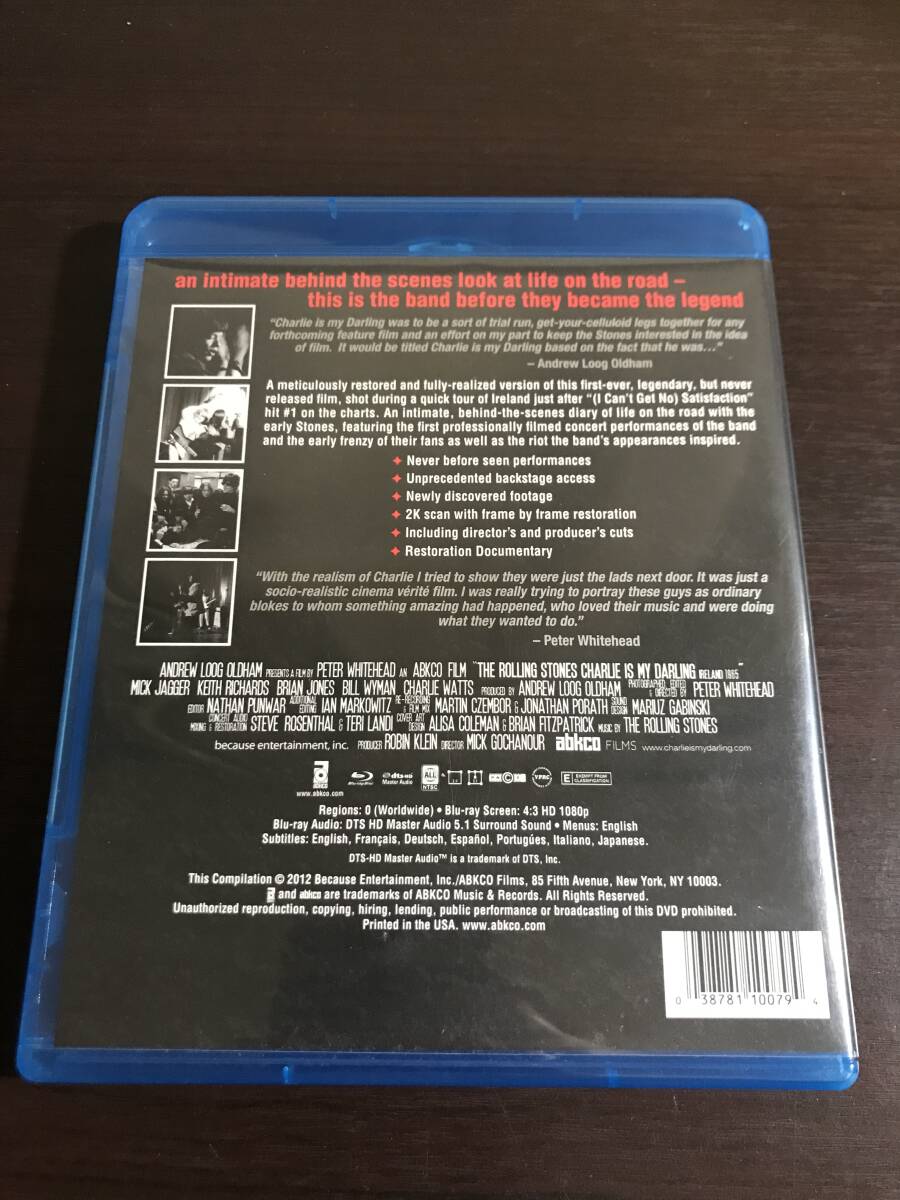 an intimate behind the scenes look at life on the road –
this is the band before they became the legend
“Charlie is my Darling was to be a sort of trial run, get-your-celluloid legs together for any
forthcoming feature film and an effort on my part to keep the Stones interested in the idea
of film. It would be titled Charlie is my Darling based on the fact that he was…”
– Andrew Loog Oldham
A meticulously restored and fully-realized version of this first-ever, legendary, but never
released film, shot during a quick tour of Ireland just after “(I Can’t Get No) Satisfaction”
hit #1 on the charts. An intimate, behind-the-scenes diary of life on the road with the
early Stones, featuring the first professionally filmed concert performances of the band
and the early frenzy of their fans as well as the riot the band’s appearances inspired.
✦ Never before seen performances
✦ Unprecedented backstage access
✦ Newly discovered footage
✦ 2K scan with frame by frame restoration
✦ Including director’s and producer’s cuts
✦ Restoration Documentary
“With the realism of Charlie I tried to show they were just the lads next door. It was just a
socio-realistic cinema vérité film. I was really trying to portray these guys as ordinary
blokes to whom something amazing had happened, who loved their music and were doing
what they wanted to do.”
– Peter Whitehead
ANDREW LOOG OLDHAM PRESENTS A FILM BY PETER WHITEHEAD AN ABKCO FILM “THE ROLLING STONES CHARLIE IS MY DARLING IRELAND 1965”
MICK JAGGER KEITH RICHARDS BRIAN JONES BILL WYMAN CHARLIE WATTS PRODUCED BY ANDREW LOOG OLDHAM PHOTOGRAPHED, EDITED & DIRECTED BY PETER WHITEHEAD
EDITOR NATHAN PUNWAR ADDITIONAL EDITING IAN MARKOWITZ RE-RECORDING & FILM MIX MARTIN CZEMBOR & JONATHAN PORATH SOUND DESIGN MARIUZ GABINSKI
CONCERT AUDIO MIXING & RESTORATION STEVE ROSENTHAL & TERI LANDI COVER ART DESIGN ALISA COLEMAN & BRIAN FITZPATRICK MUSIC BY THE ROLLING STONES
because entertainment, inc. PRODUCER ROBIN KLEIN DIRECTOR MICK GOCHANOUR abkco FILMS www.charlieismydarling.com
abkco www.abkco.com Blu-ray Disc dts-HD Master Audio ALL NTSC VPRC E EXEMPT FROM CLASSIFICATION
Regions: 0 (Worldwide) • Blu-ray Screen: 4:3 HD 1080p
Blu-ray Audio: DTS HD Master Audio 5.1 Surround Sound • Menus: English
Subtitles: English, Français, Deutsch, Español, Portugúes, Italiano, Japanese.
DTS-HD Master Audio™ is a trademark of DTS, Inc.
This Compilation © 2012 Because Entertainment, Inc./ABKCO Films, 85 Fifth Avenue, New York, NY 10003.
and abkco are trademarks of ABKCO Music & Records. All Rights Reserved.
Unauthorized reproduction, copying, hiring, lending, public performance or broadcasting of this DVD prohibited.
Printed in the USA. www.abkco.com
0 38781 10079 4